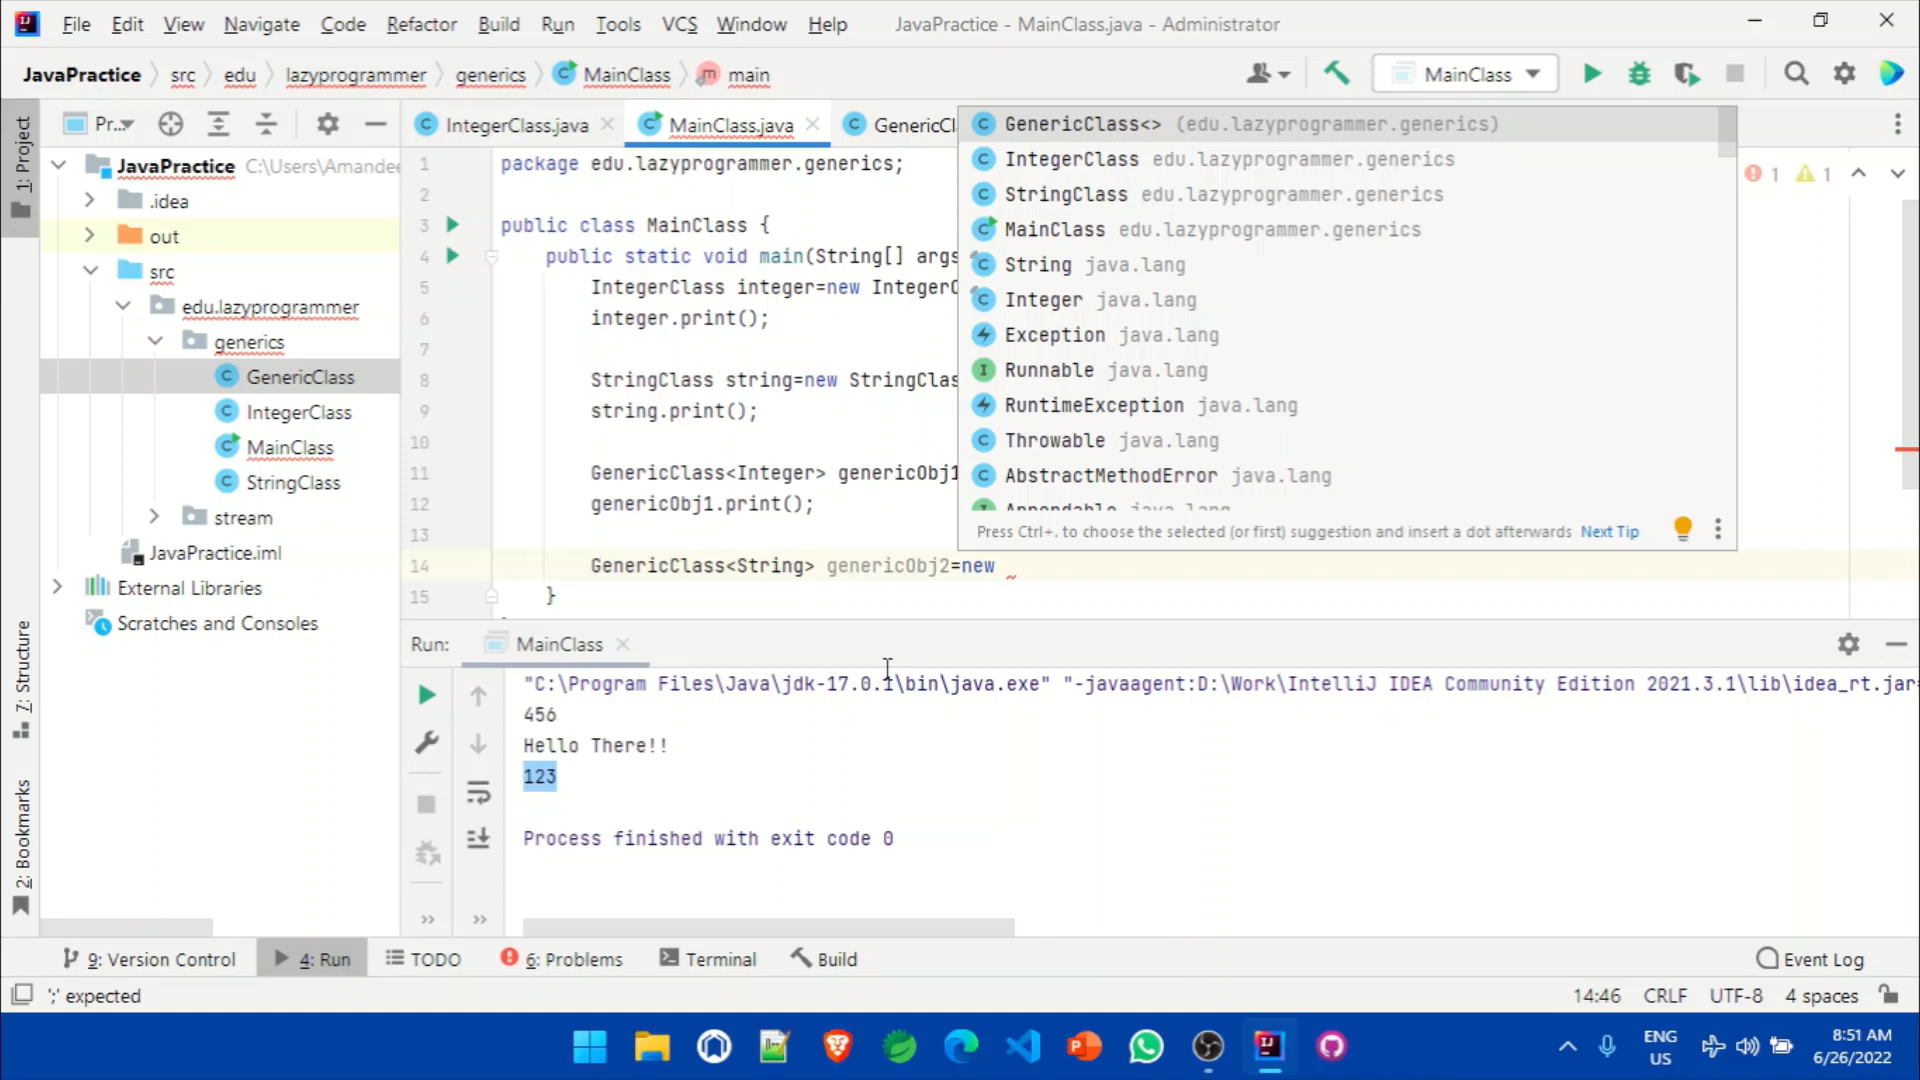 File Edit View Navigate Code Refactor Build Run Tools VCS Window Help JavaPractice - MainClass.java - Administrator
JavaPractice src edu lazyprogrammer generics MainClass main MainClass
1: Project
Pr...
JavaPractice C:\Users\Amandee
.idea
out
src
edu.lazyprogrammer
generics
GenericClass
IntegerClass
MainClass
StringClass
stream
JavaPractice.iml
External Libraries
Scratches and Consoles
7: Structure
2: Bookmarks
IntegerClass.java MainClass.java GenericCl
1 package edu.lazyprogrammer.generics;
2
3 public class MainClass {
4 public static void main(String[] args
5 IntegerClass integer=new IntegerC
6 integer.print();
7
8 StringClass string=new StringClas
9 string.print();
10
11 GenericClass<Integer> genericObj1
12 genericObj1.print();
13
14 GenericClass<String> genericObj2=new
15 }
GenericClass<> (edu.lazyprogrammer.generics)
IntegerClass edu.lazyprogrammer.generics
StringClass edu.lazyprogrammer.generics
MainClass edu.lazyprogrammer.generics
String java.lang
Integer java.lang
Exception java.lang
Runnable java.lang
RuntimeException java.lang
Throwable java.lang
AbstractMethodError java.lang
Appendable java.lang
Press Ctrl+. to choose the selected (or first) suggestion and insert a dot afterwards Next Tip
1 1
Run: MainClass
"C:\Program Files\Java\jdk-17.0.1\bin\java.exe" "-javaagent:D:\Work\IntelliJ IDEA Community Edition 2021.3.1\lib\idea_rt.jar=
456
Hello There!!
123
Process finished with exit code 0
9: Version Control 4: Run TODO 6: Problems Terminal Build Event Log
';' expected 14:46 CRLF UTF-8 4 spaces
ENG
US
8:51 AM
6/26/2022